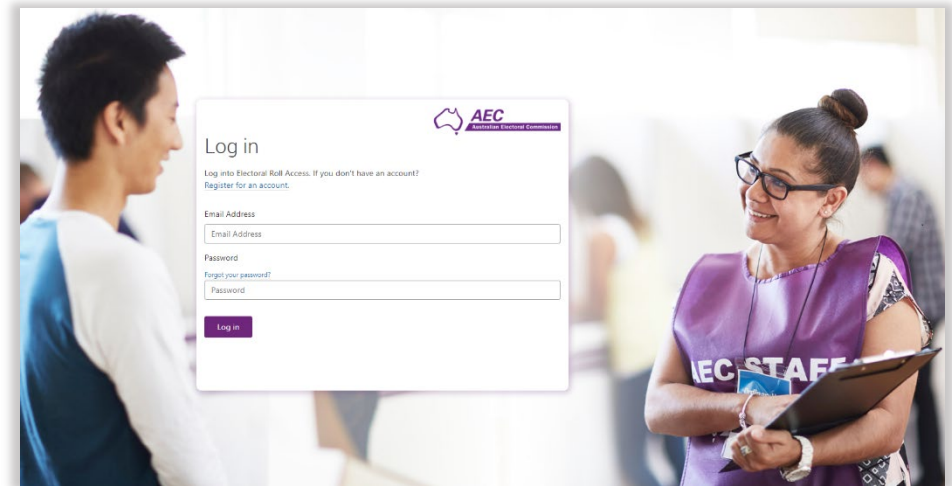 AEC
Australian Electoral Commission
Log in
Log into Electoral Roll Access. If you don't have an account?
Register for an account.
Email Address
Email Address
Password
Forgot your password?
Password
Log in
AEC STAFF